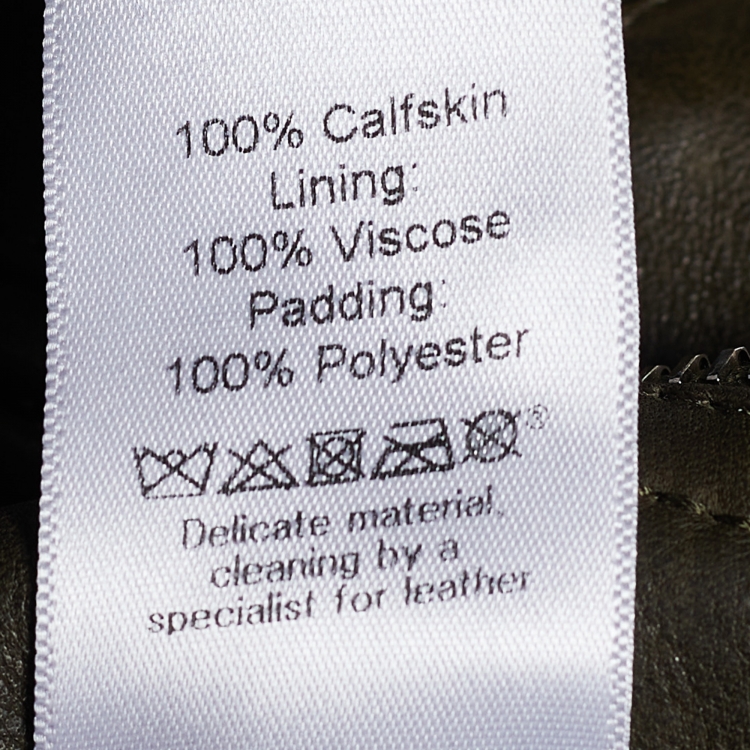 100% Calfskin
Lining:
100% Viscose
Padding:
100% Polyester
®
Delicate material,
cleaning by a
specialist for leather